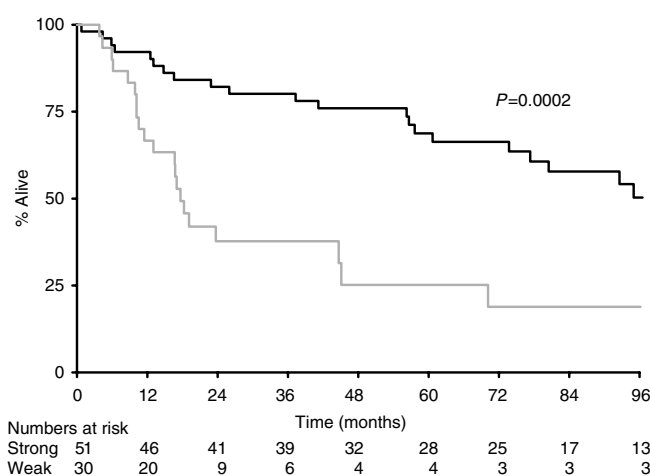 100
75
50
25
0
% Alive
P=0.0002
0 12 24 36 48 60 72 84 96
Time (months)
Numbers at risk
Strong 51 46 41 39 32 28 25 17 13
Weak 30 20 9 6 4 4 3 3 3